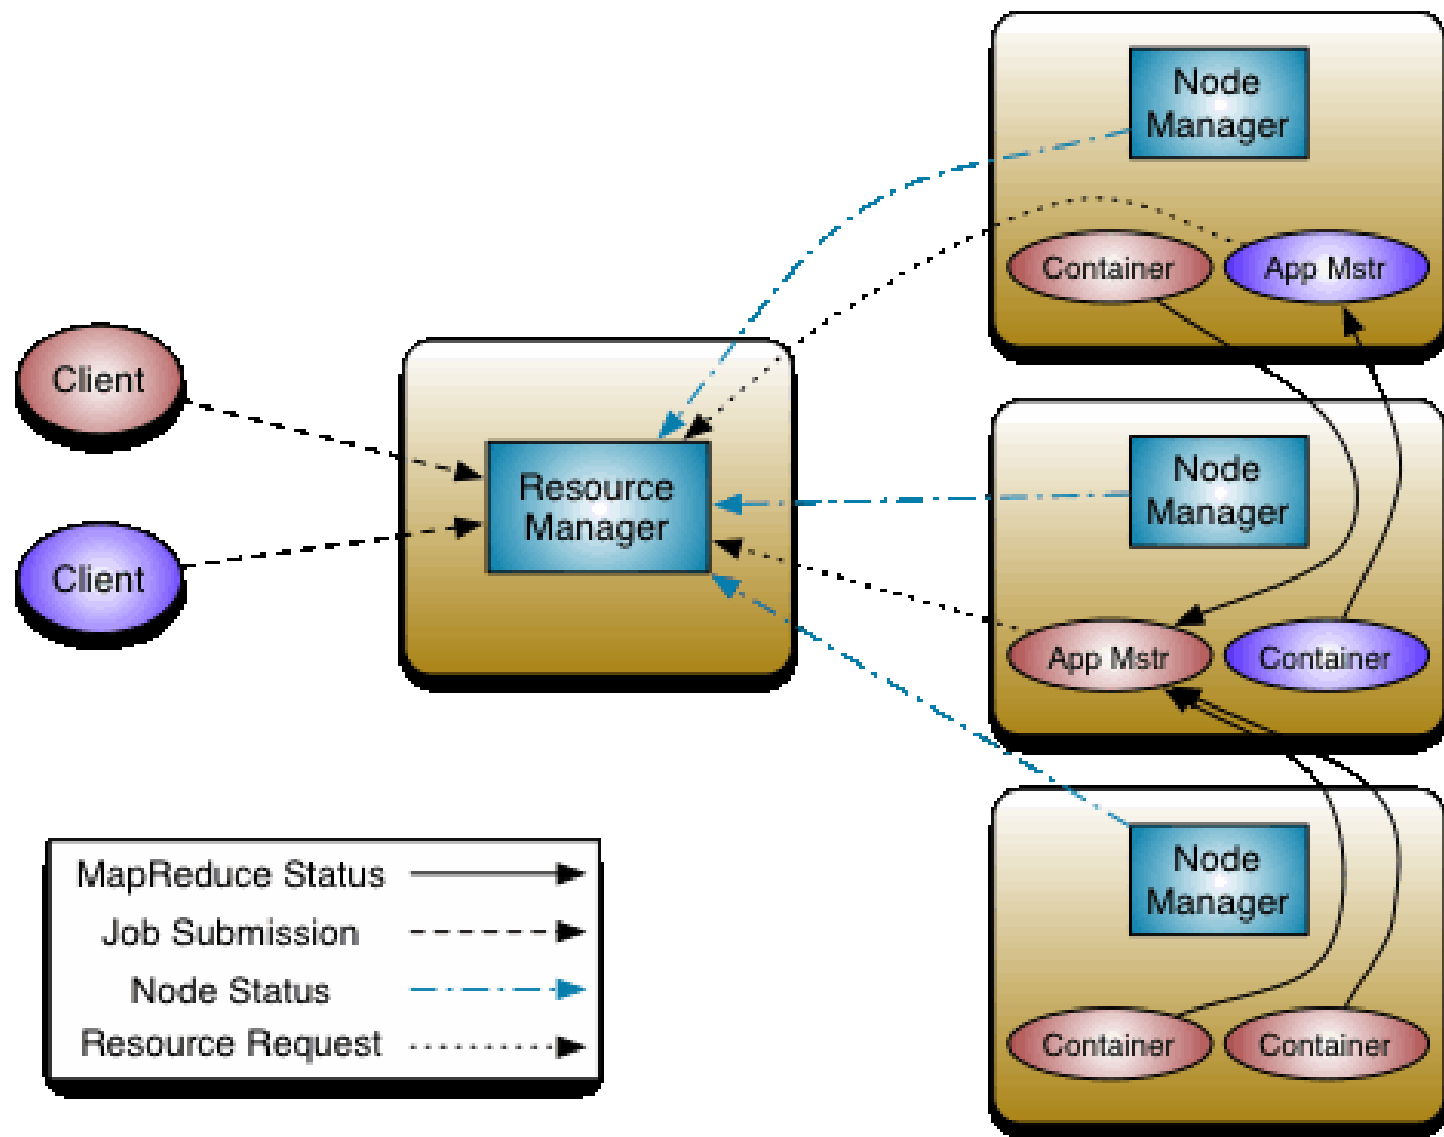 Node
Manager
Container
App Mstr
Client
Client
Resource
Manager
Node
Manager
App Mstr
Container
Node
Manager
Container
Container
MapReduce Status
Job Submission
Node Status
Resource Request